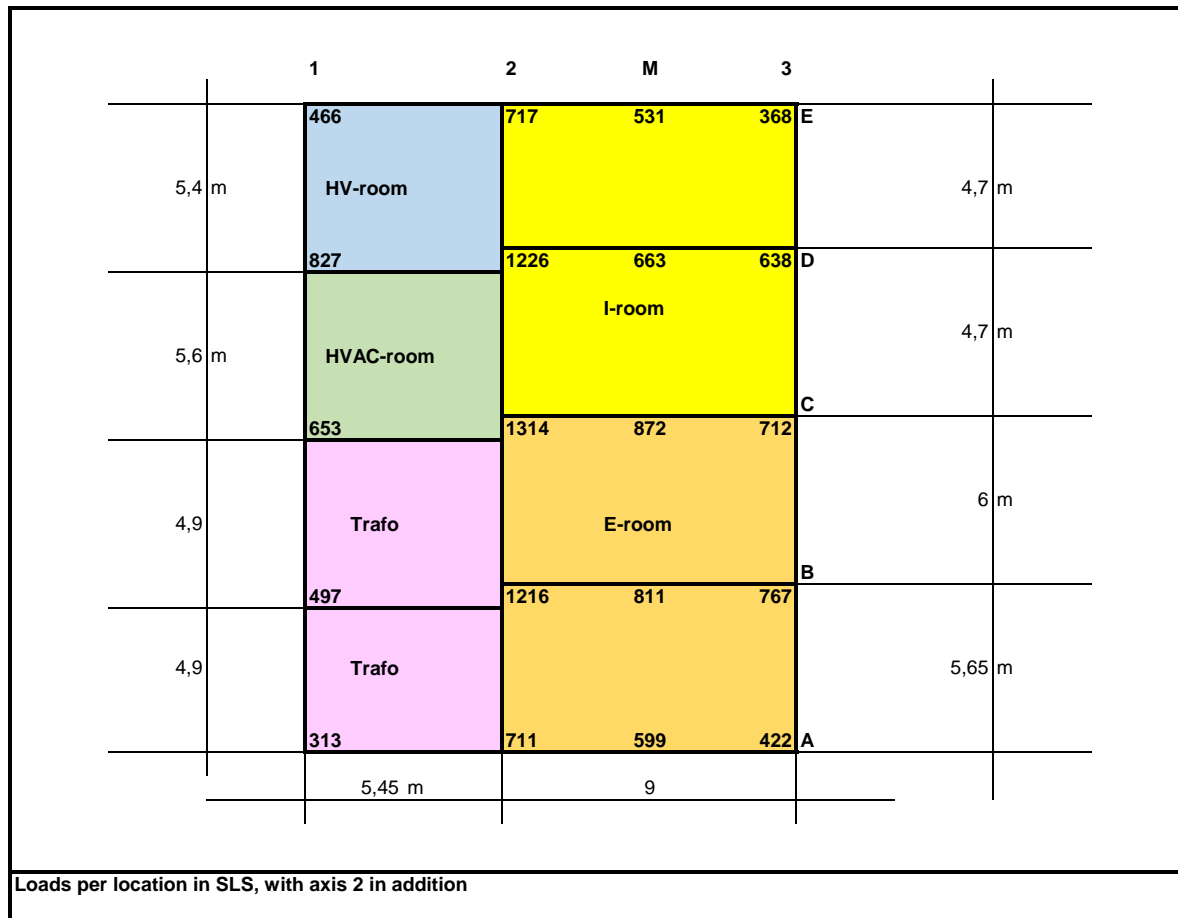 1 2 M 3
466 717 531 368 E
5,4 m HV-room 4,7 m
827 1226 663 638 D
I-room
4,7 m
5,6 m HVAC-room
C
653 1314 872 712
6 m
4,9 Trafo E-room
B
497 1216 811 767
4,9 Trafo 5,65 m
313 711 599 422 A
5,45 m 9
Loads per location in SLS, with axis 2 in addition